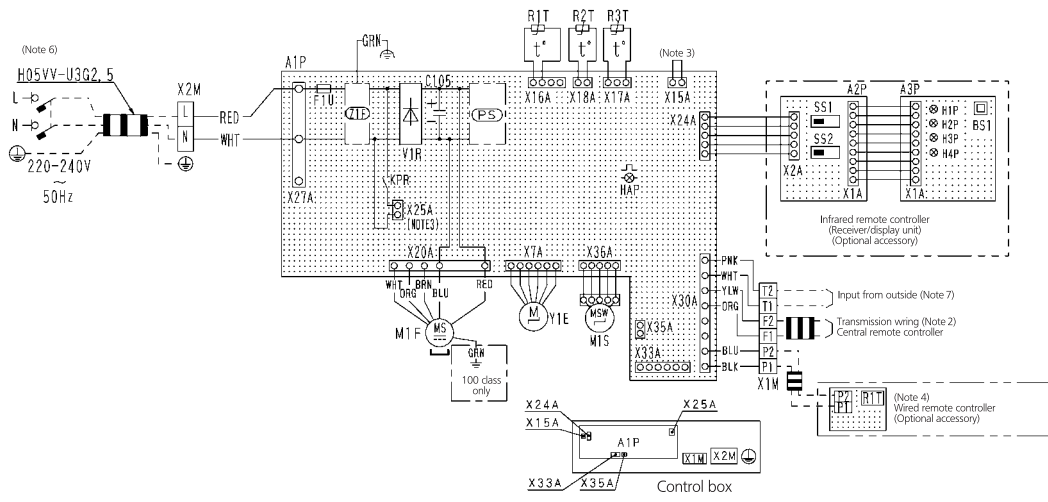 (Note 6)
H05VV-U3G2,5
L
N
220-240V
~
50Hz
X2M
L
N
RED
WHT
GRN
A1P
F1U
Z1F
V1R
C105
+
-
PS
KPR
X25A
(NOTE3)
X27A
R1T
R2T
R3T
t°
t°
t°
X16A
X18A
X17A
(Note 3)
X15A
X24A
HAP
A2P
A3P
SS1
SS2
X2A
X1A
X1A
H1P
H2P
H3P
H4P
BS1
Infrared remote controller
(Receiver/display unit)
(Optional accessory)
X20A
X7A
X36A
WHT
ORG
BRN
BLU
RED
M1F
MS
GRN
100 class
only
M
Y1E
MSW
M1S
X35A
X33A
X30A
PNK
WHT
YLW
ORG
BLU
BLK
T2
T1
F2
F1
P2
P1
X1M
Input from outside (Note 7)
Transmission wring (Note 2)
Central remote controller
P2
P1
R1T
(Note 4)
Wired remote controller
(Optional accessory)
X24A
X15A
X25A
A1P
X1M
X2M
X33A
X35A
Control box